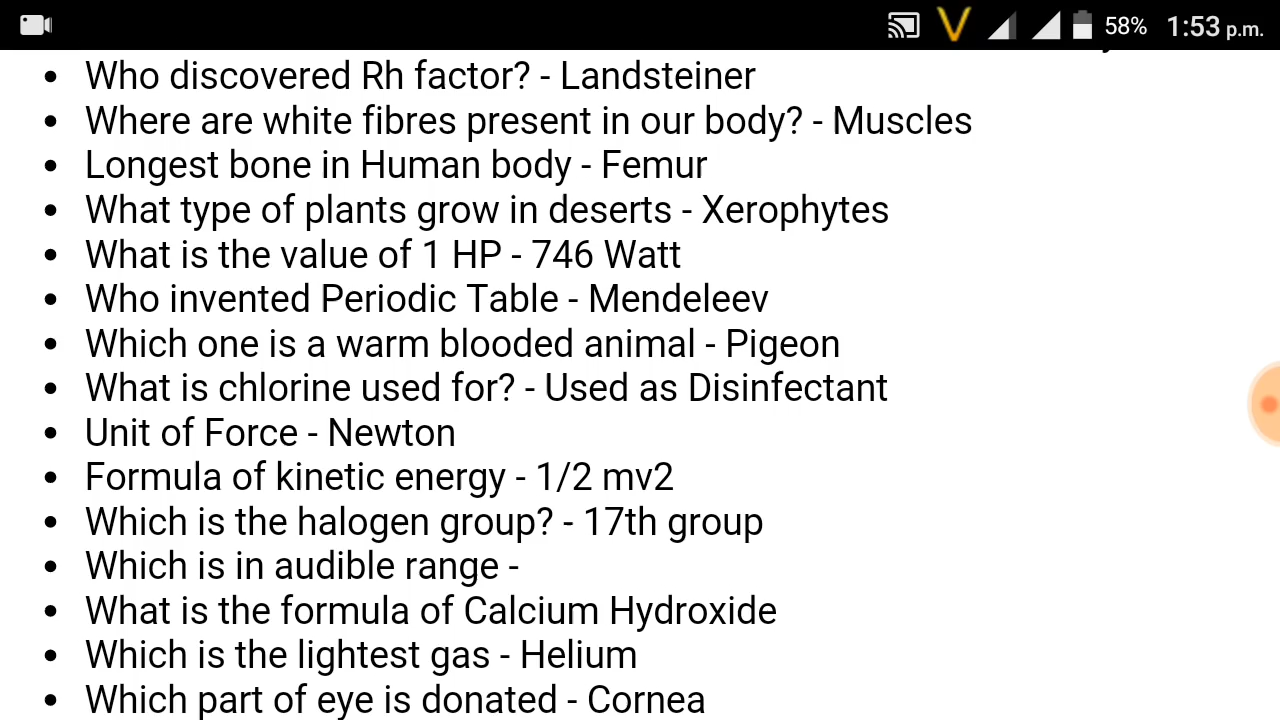 58% 1:53 p.m.
• Who discovered Rh factor? - Landsteiner
• Where are white fibres present in our body? - Muscles
• Longest bone in Human body - Femur
• What type of plants grow in deserts - Xerophytes
• What is the value of 1 HP - 746 Watt
• Who invented Periodic Table - Mendeleev
• Which one is a warm blooded animal - Pigeon
• What is chlorine used for? - Used as Disinfectant
• Unit of Force - Newton
• Formula of kinetic energy - 1/2 mv2
• Which is the halogen group? - 17th group
• Which is in audible range -
• What is the formula of Calcium Hydroxide
• Which is the lightest gas - Helium
• Which part of eye is donated - Cornea